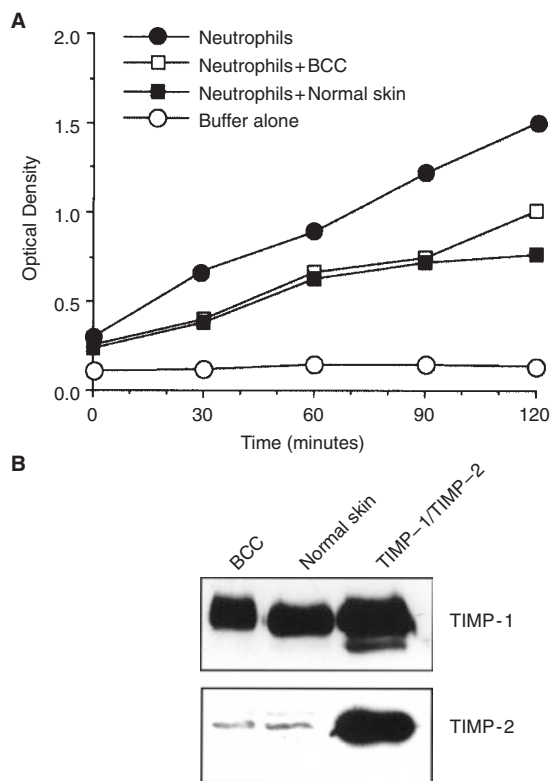 A
2.0
1.5
1.0
0.5
0.0
Optical Density
Neutrophils
Neutrophils+BCC
Neutrophils+Normal skin
Buffer alone
0 30 60 90 120
Time (minutes)
B
BCC
Normal skin
TIMP–1/TIMP–2
TIMP-1
TIMP-2